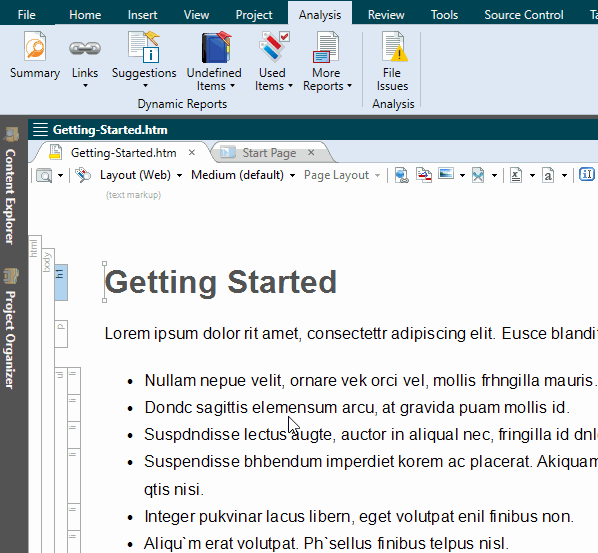 File Home Insert View Project Analysis Review Tools Source Control
Summary Links Suggestions Undefined Items Used Items More Reports File Issues
Dynamic Reports Analysis
Getting-Started.htm
Getting-Started.htm Start Page
Layout (Web) Medium (default) Page Layout
(text markup)
Content Explorer
Project Organizer
html
body
h1
Getting Started
p
Lorem ipsum dolor rit amet, consectettr adipiscing elit. Eusce blandi
ul
li
Nullam nepue velit, ornare vek orci vel, mollis frhngilla mauris.
li
Dondc sagittis elemensum arcu, at gravida puam mollis id.
li
Suspdndisse lectus augte, auctor in aliqual nec, fringilla id dnl
li
Suspendisse bhbendum imperdiet korem ac placerat. Akiquam
qtis nisi.
li
Integer pukvinar lacus libern, eget volutpat enil finibus non.
li
Aliqu`m erat volutpat. Ph`sellus finibus telpus nisl.